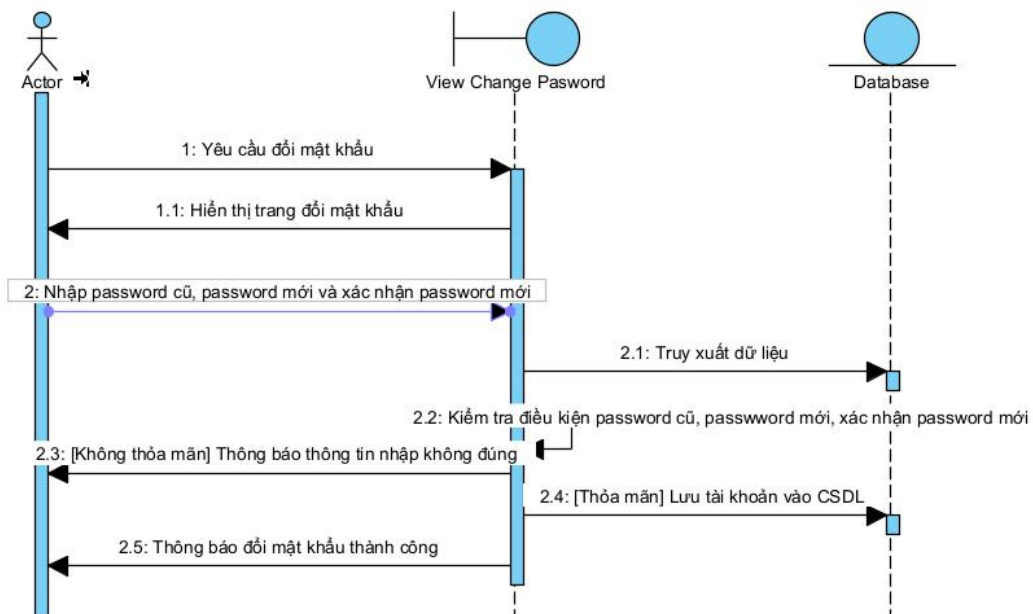 Actor
View Change Pasword
Database
1: Yêu cầu đổi mật khẩu
1.1: Hiển thị trang đổi mật khẩu
2: Nhập password cũ, password mới và xác nhận password mới
2.1: Truy xuất dữ liệu
2.2: Kiểm tra điều kiện password cũ, passwword mới, xác nhận password mới
2.3: [Không thỏa mãn] Thông báo thông tin nhập không đúng
2.4: [Thỏa mãn] Lưu tài khoản vào CSDL
2.5: Thông báo đổi mật khẩu thành công